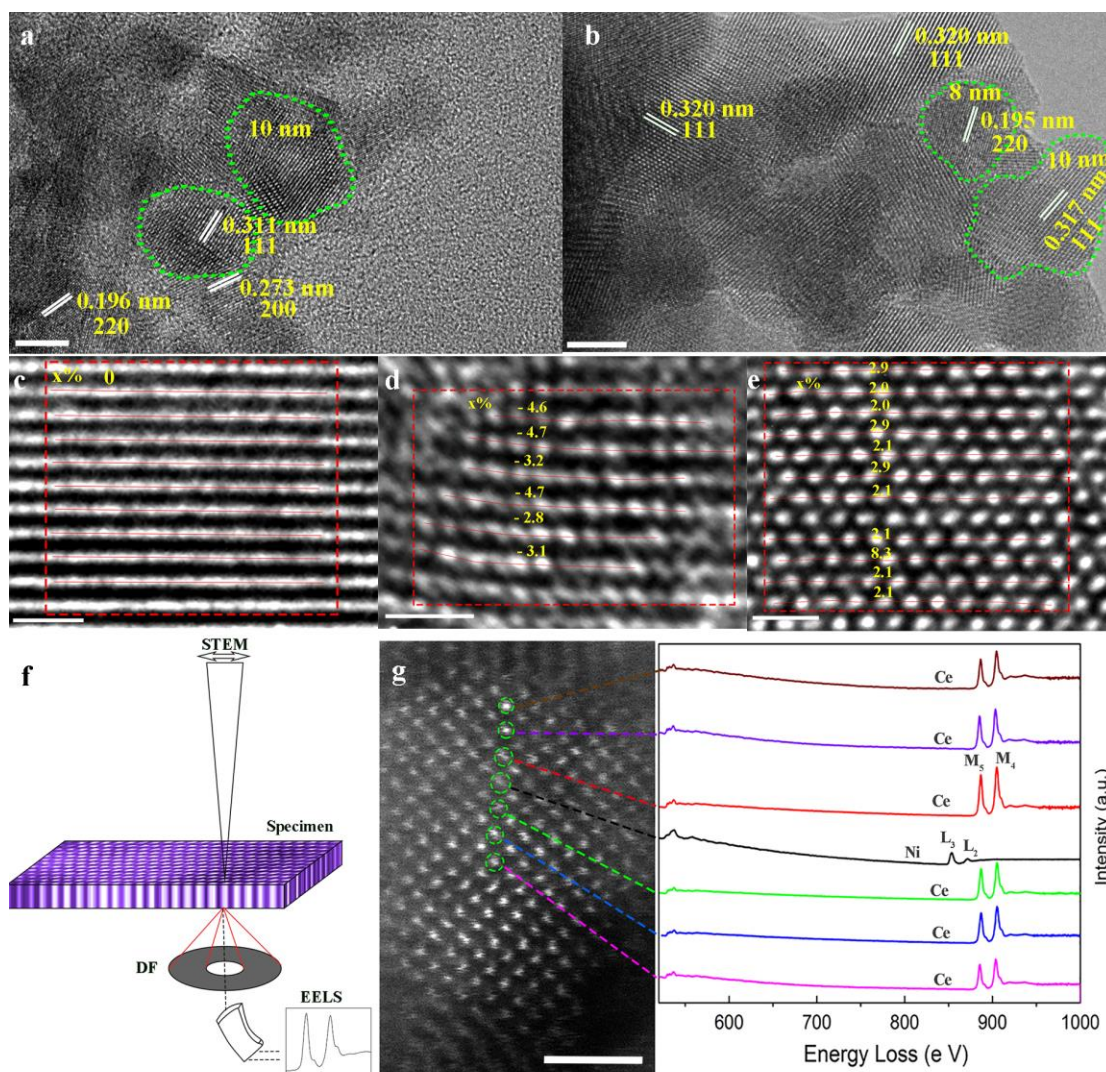 a
10 nm
0.311 nm
111
0.273 nm
200
0.196 nm
220
b
0.320 nm
111
0.320 nm
111
8 nm
0.195 nm
220
10 nm
0.317 nm
111
c
x% 0
d
x%
- 4.6
- 4.7
- 3.2
- 4.7
- 2.8
- 3.1
e
x%
2.9
2.0
2.0
2.9
2.1
2.9
2.1
2.1
8.3
2.1
2.1
f
STEM
Specimen
DF
EELS
g
Ce
Ce
M5 M4
Ce
Ni L3 L2
Ce
Ce
Ce
600 700 800 900 1000
Energy Loss (e V)
Intensity (a.u.)